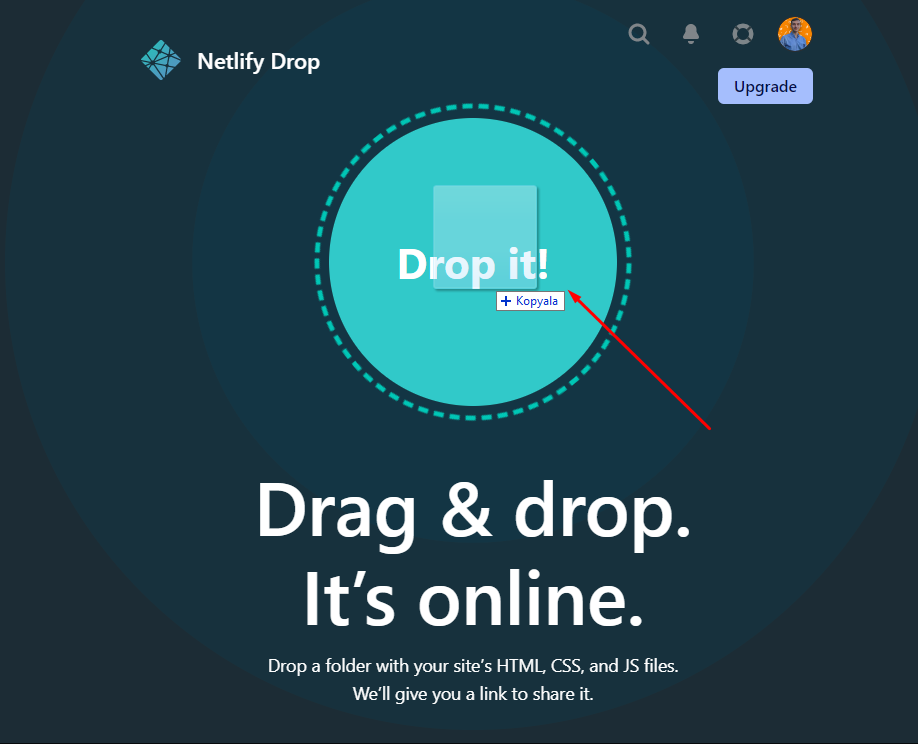 Netlify Drop
Upgrade
Drop it!
Kopyala
Drag & drop.
It’s online.
Drop a folder with your site’s HTML, CSS, and JS files.
We’ll give you a link to share it.